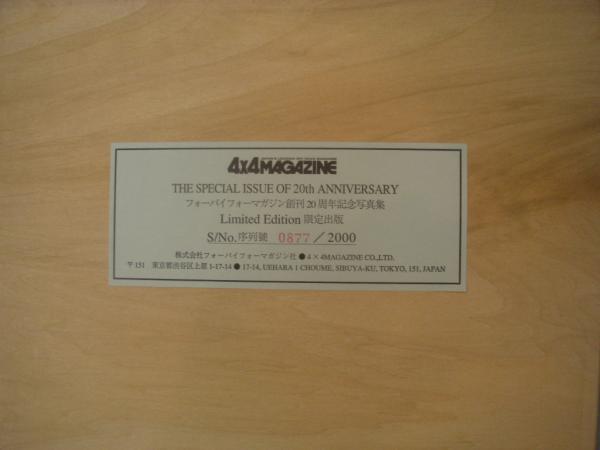 4x4MAGAZINE
THE SPECIAL ISSUE OF 20th ANNIVERSARY
フォーバイフォーマガジン創刊20周年記念写真集
Limited Edition 限定出版
S/No.序列號 0877/2000
株式会社フォーバイフォーマガジン社 ● 4×4MAGAZINE CO.,LTD.
〒151 東京都渋谷区上原 1-17-14 ● 17-14, UEHARA 1 CHOUME, SIBUYA-KU, TOKYO, 151, JAPAN